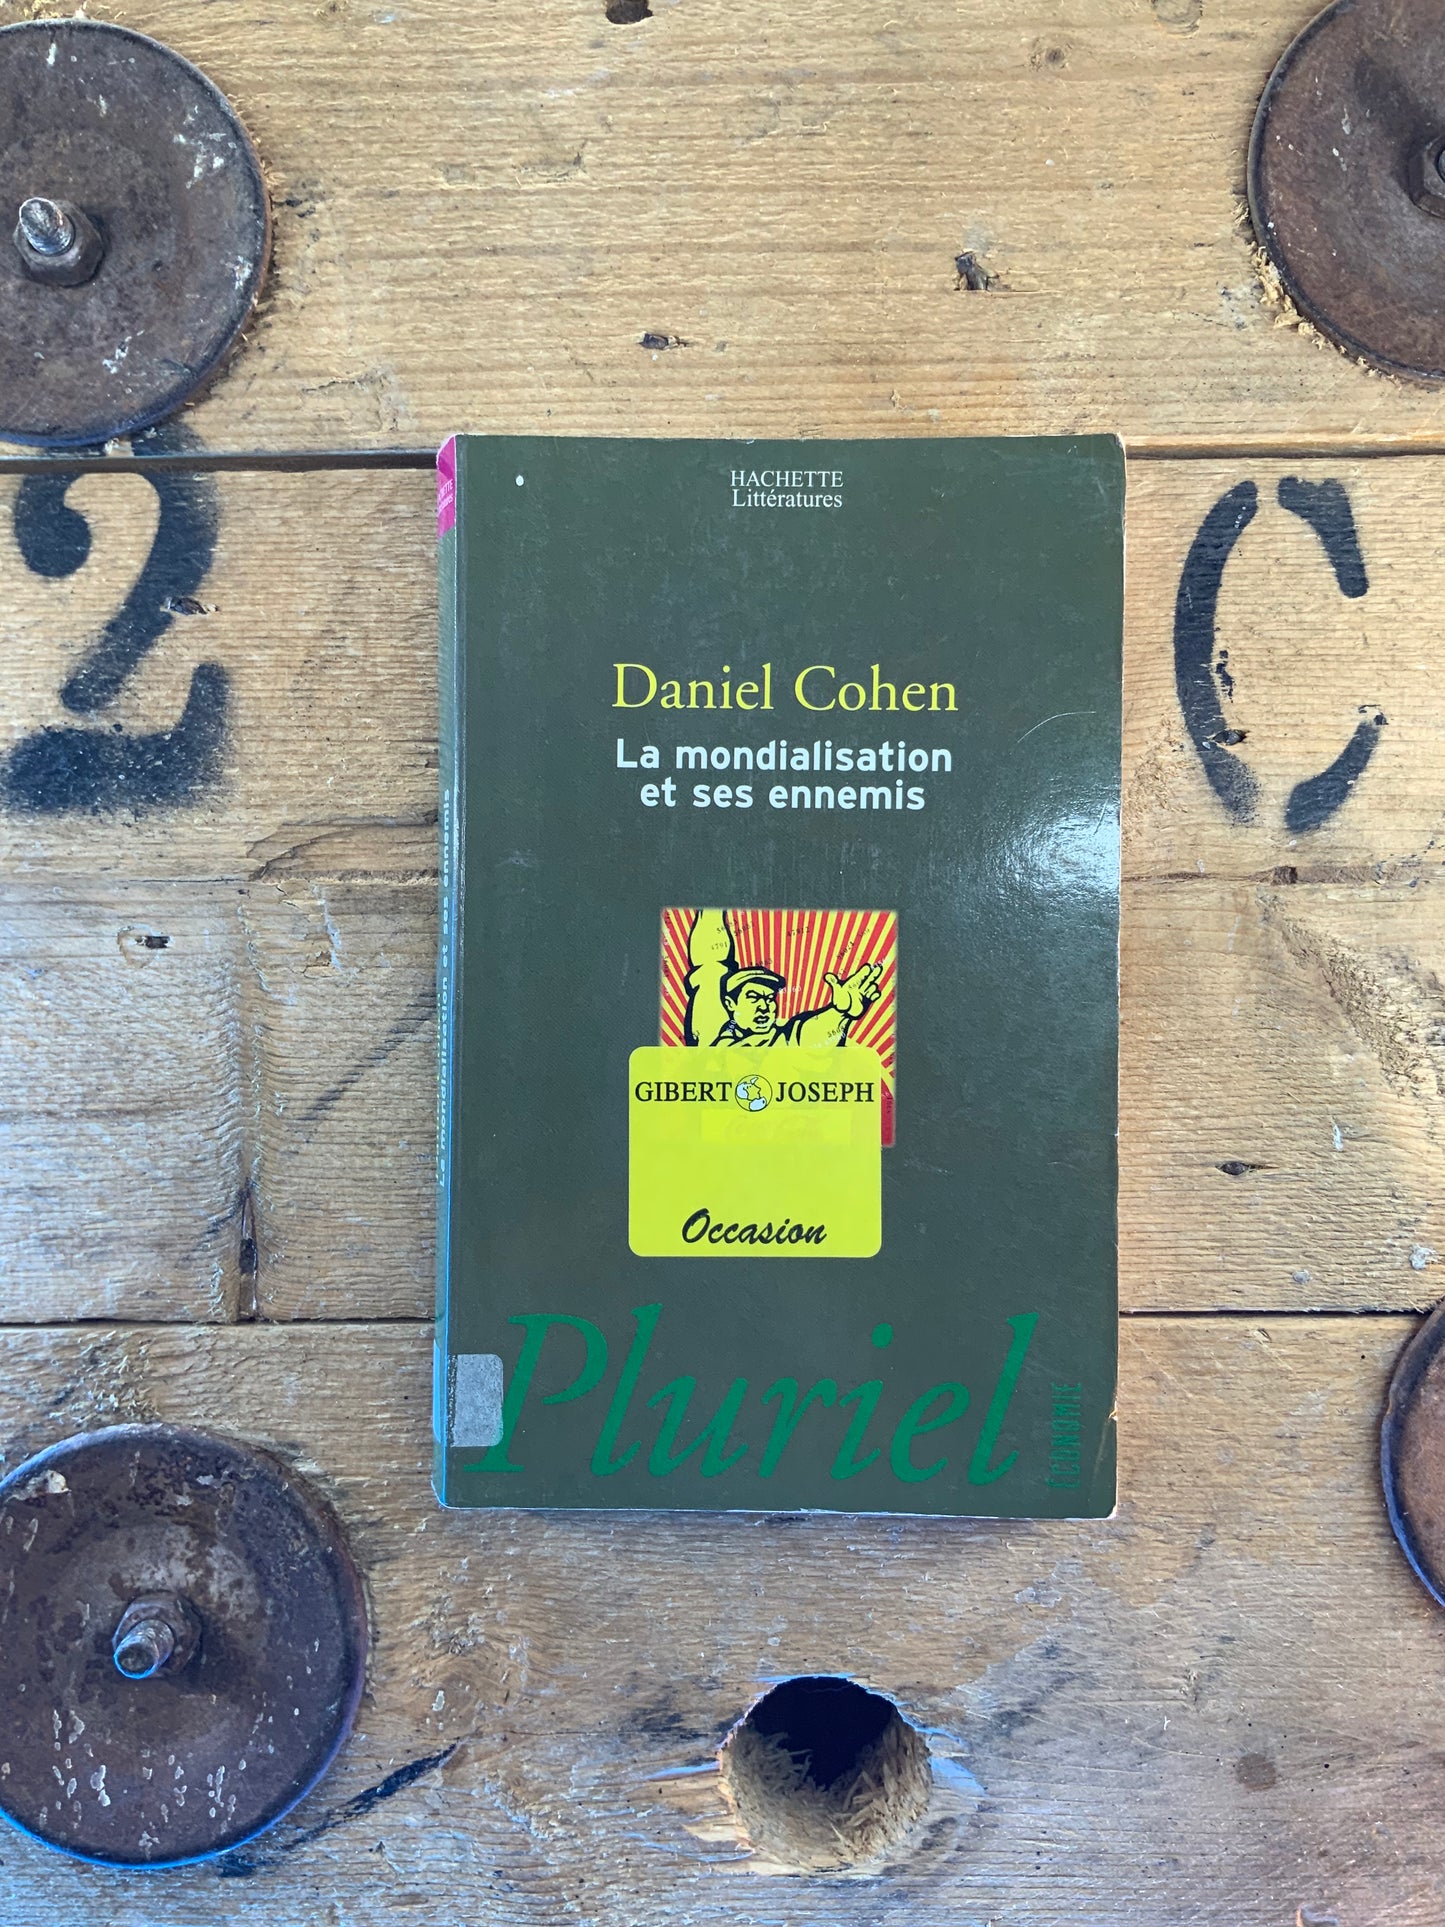 2
C
HACHETTE
Littératures
Daniel Cohen
La mondialisation
et ses ennemis
GIBERT JOSEPH
Occasion
Pluriel
ÉCONOMIE
La mondialisation et ses ennemis